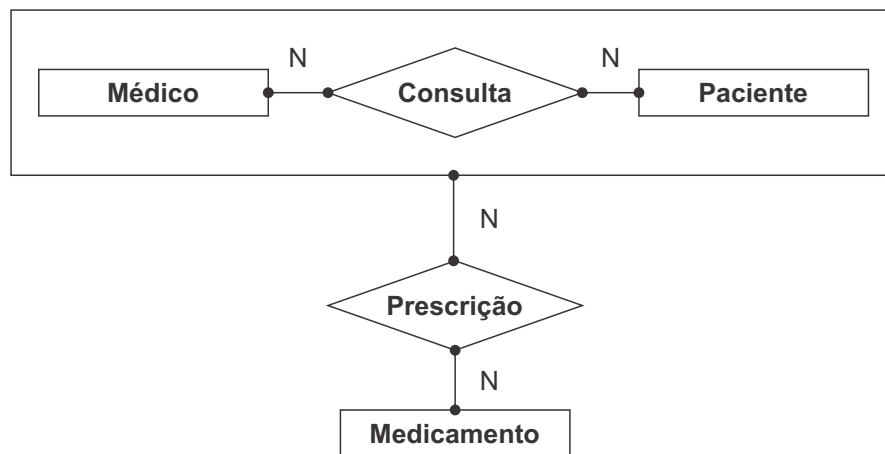 N N
Médico Consulta Paciente
N
Prescrição
N
Medicamento